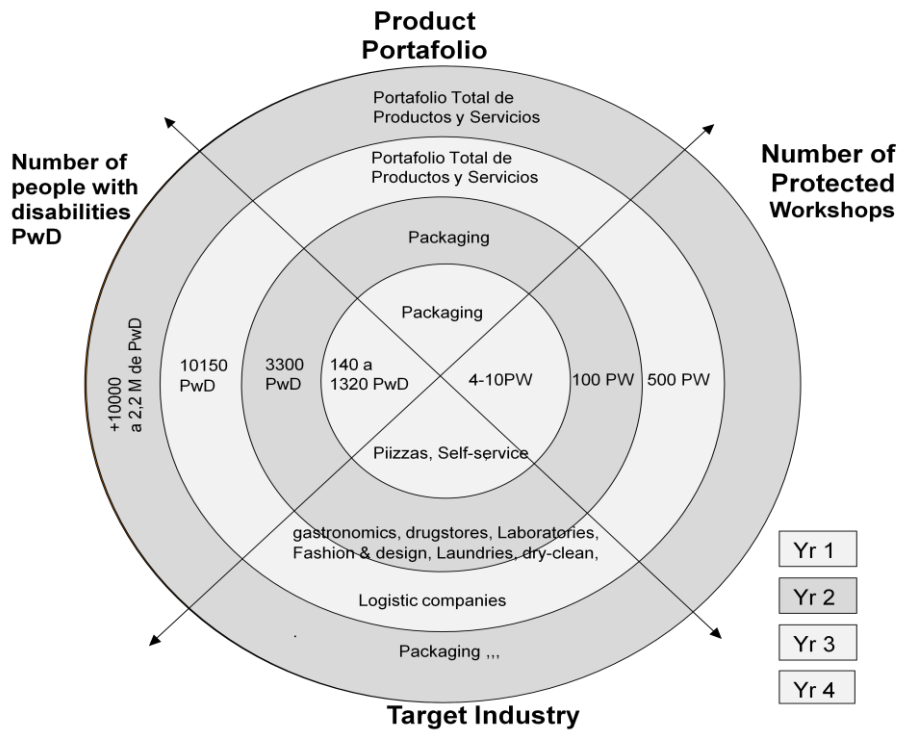 Product
Portafolio
Portafolio Total de
Productos y Servicios
Number of
people with
disabilities
PwD
Number of
Protected
Workshops
Portafolio Total de
Productos y Servicios
Packaging
Packaging
+10000
a 2,2 M de PwD
10150
PwD
3300
PwD
140 a
1320 PwD
4-10PW
100 PW
500 PW
Piizzas, Self-service
gastronomics, drugstores, Laboratories,
Fashion & design, Laundries, dry-clean,
Logistic companies
Packaging ,,,
Target Industry
Yr 1
Yr 2
Yr 3
Yr 4